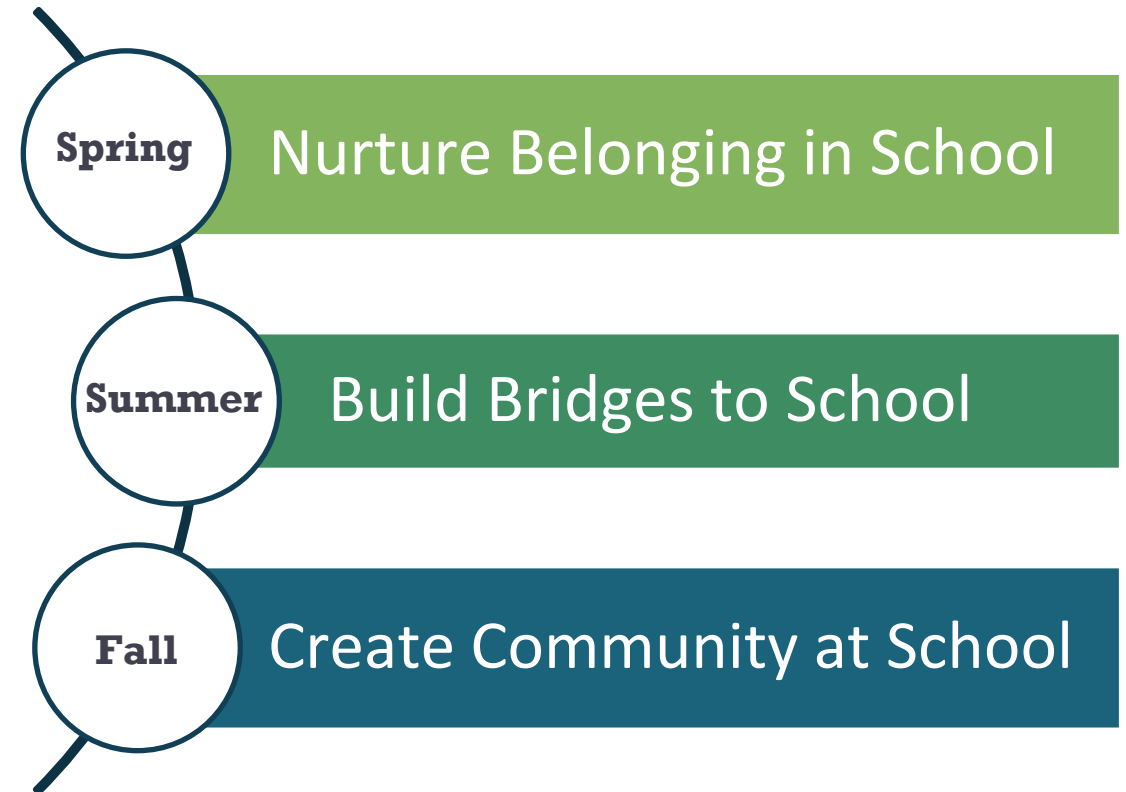 Spring
Nurture Belonging in School
Summer
Build Bridges to School
Fall
Create Community at School